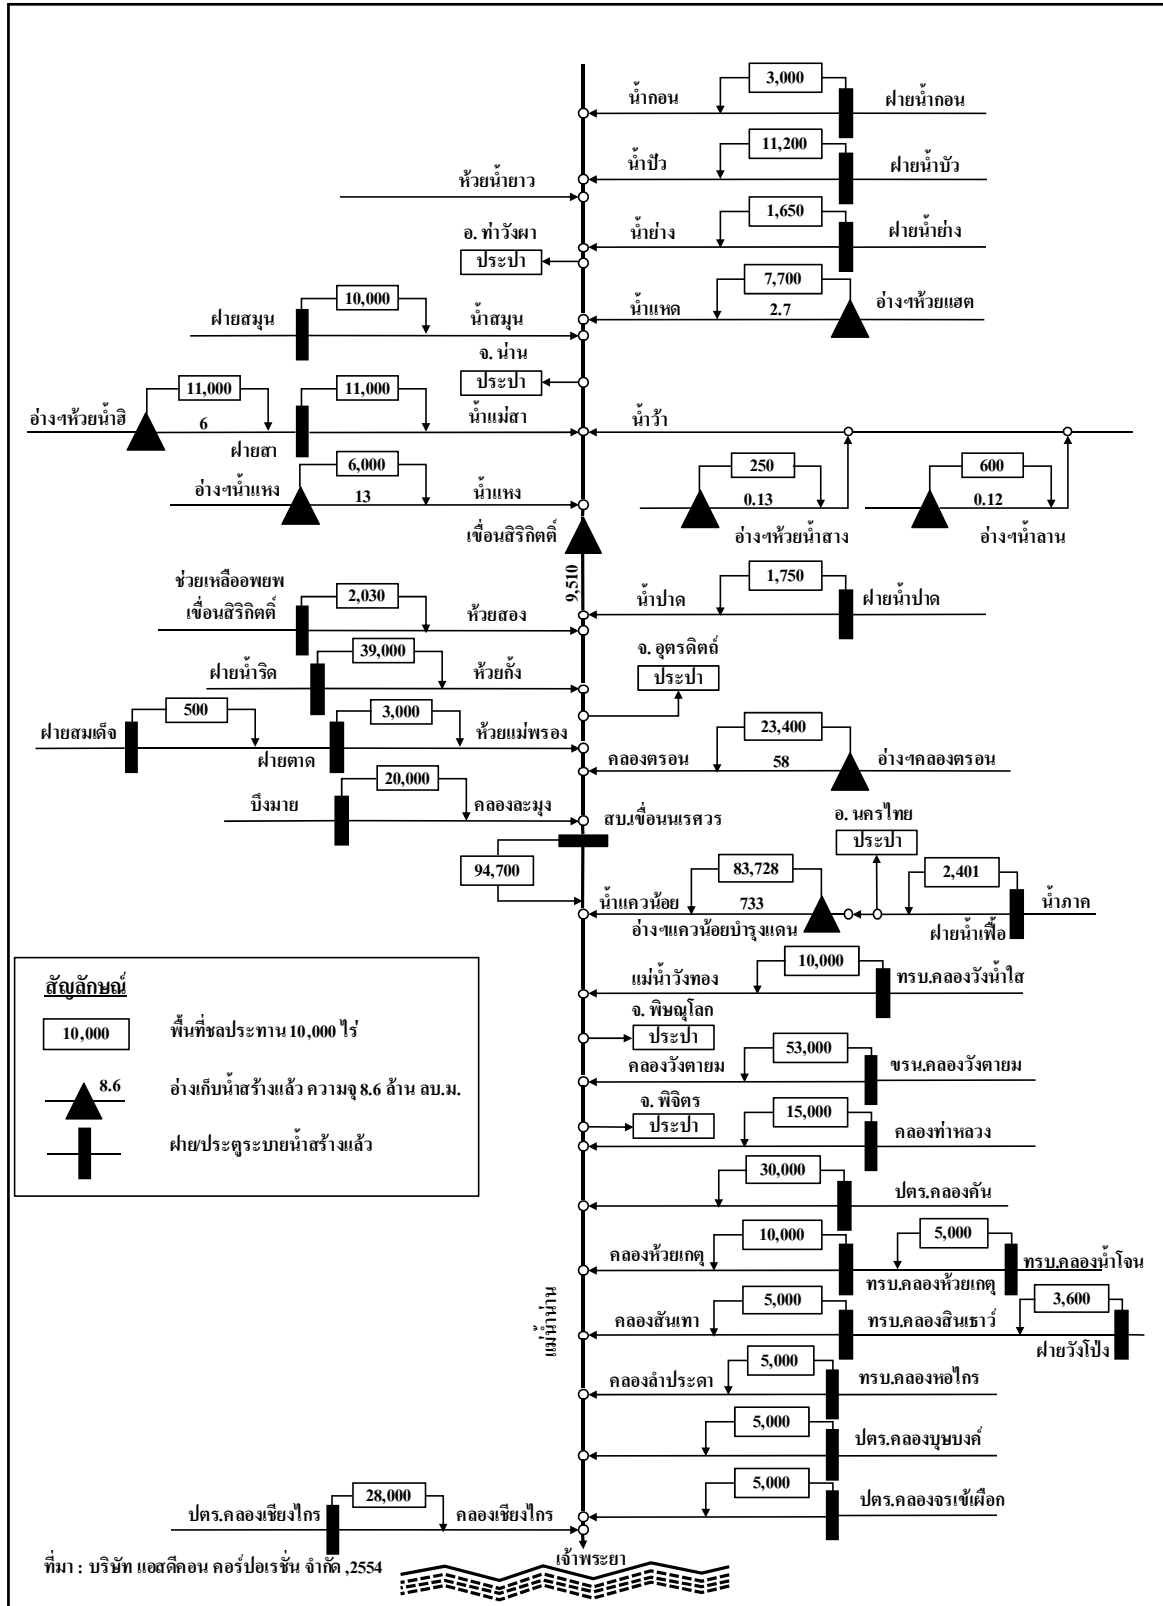 3,000
น้ำกอน
ฝายน้ำกอน
11,200
น้ำปัว
ฝายน้ำบัว
ห้วยน้ำยาว
1,650
น้ำย่าง
ฝายน้ำย่าง
อ. ท่าวังผา
ประปา
7,700
น้ำแหด
2.7
อ่างฯห้วยแฮต
10,000
ฝายสมุน
น้ำสมุน
จ. น่าน
ประปา
11,000
11,000
อ่างฯห้วยน้ำฮิ
6
ฝายสา
น้ำแม่สา
น้ำว้า
6,000
อ่างฯน้ำแหง
13
น้ำแหง
250
0.13
อ่างฯห้วยน้ำสาง
600
0.12
อ่างฯน้ำลาน
เขื่อนสิริกิตติ์
9,510
1,750
น้ำปาด
ฝายน้ำปาด
ช่วยเหลืออพยพ
เขื่อนสิริกิตติ์
2,030
ห้วยสอง
39,000
ฝายน้ำริด
ห้วยกั้ง
จ. อุตรดิตถ์
ประปา
500
3,000
ฝายสมเด็จ
ฝายตาด
ห้วยแม่พรอง
23,400
คลองตรอน
58
อ่างฯคลองตรอน
20,000
บึงมาย
คลองละมุง
สบ.เขื่อนนเรศวร
94,700
อ. นครไทย
ประปา
83,728
2,401
น้ำแควน้อย
733
อ่างฯแควน้อยบำรุงแดน
ฝายน้ำเฟื้อ
น้ำภาค
10,000
แม่น้ำวังทอง
ทรบ.คลองวังน้ำใส
จ. พิษณุโลก
ประปา
53,000
คลองวังตายม
ขรน.คลองวังตายม
จ. พิจิตร
ประปา
15,000
คลองท่าหลวง
30,000
ปตร.คลองคัน
10,000
5,000
คลองห้วยเกตุ
ทรบ.คลองห้วยเกตุ
ทรบ.คลองน้ำโจน
5,000
3,600
คลองสันเทา
ทรบ.คลองสินเธาว์
ฝายวังโป่ง
แม่น้ำน่าน
5,000
คลองลำประดา
ทรบ.คลองหอไกร
5,000
ปตร.คลองบุษบงค์
5,000
ปตร.คลองจรเข้เผือก
28,000
ปตร.คลองเชียงไกร
คลองเชียงไกร
เจ้าพระยา
สัญลักษณ์
10,000
พื้นที่ชลประทาน 10,000 ไร่
8.6
อ่างเก็บน้ำสร้างแล้ว ความจุ 8.6 ล้าน ลบ.ม.
ฝาย/ประตูระบายน้ำสร้างแล้ว
ที่มา : บริษัท แอสดีคอน คอร์ปอเรชั่น จำกัด ,2554